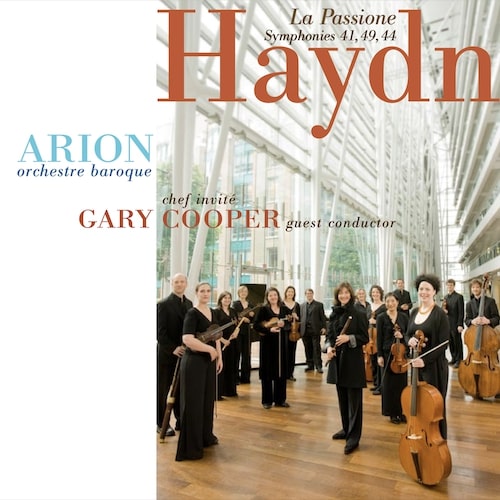 La Passione
Symphonies 41, 49, 44
Haydn
ARION
orchestre baroque
chef invité
GARY COOPER guest conductor